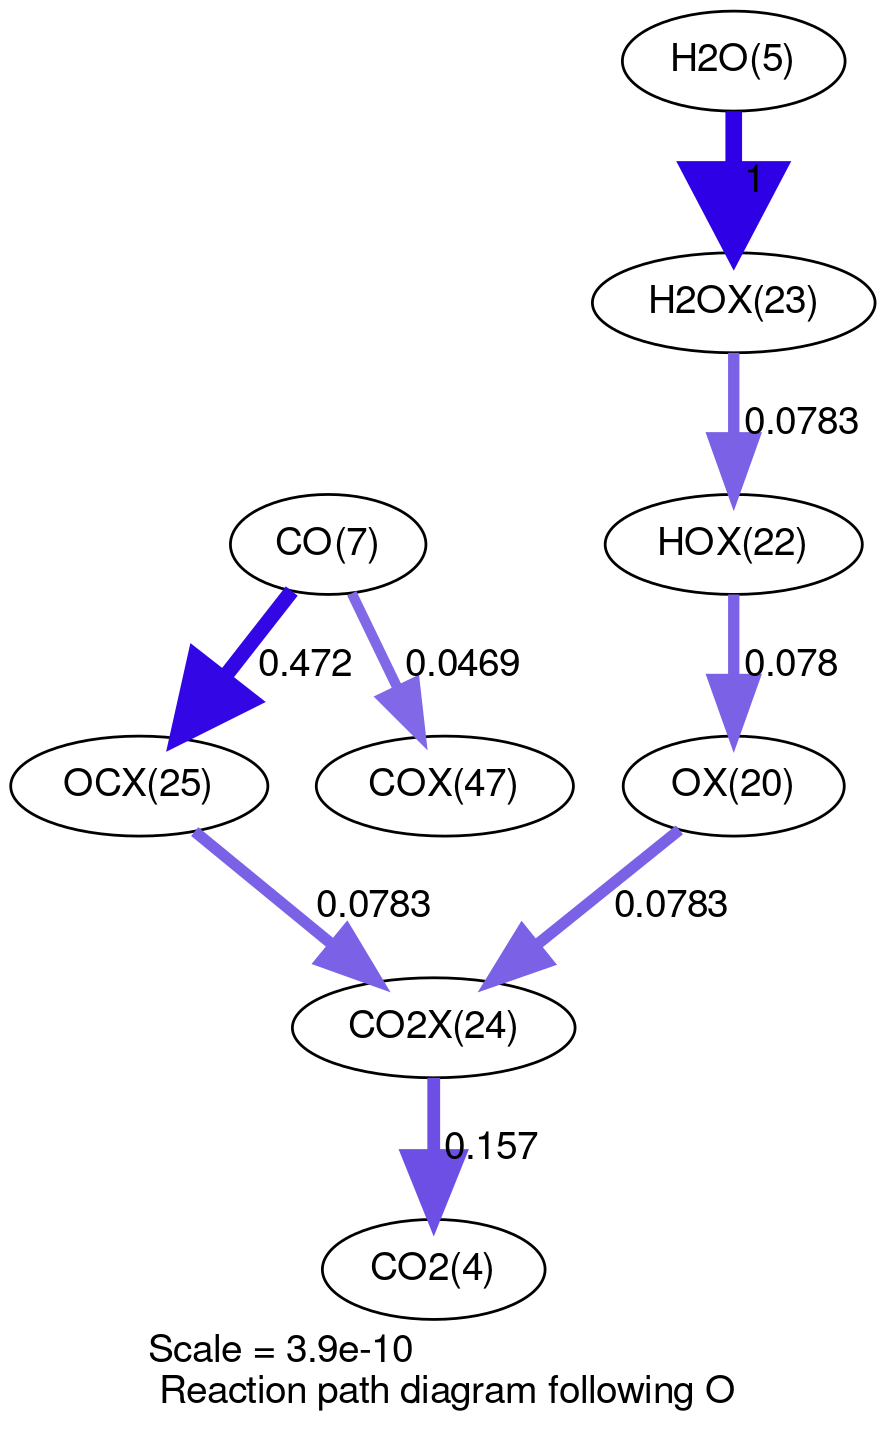 H2O(5)
1
H2OX(23)
0.0783
CO(7)
HOX(22)
0.472
0.0469
0.078
OCX(25)
COX(47)
OX(20)
0.0783
0.0783
CO2X(24)
0.157
CO2(4)
Scale = 3.9e-10
Reaction path diagram following O